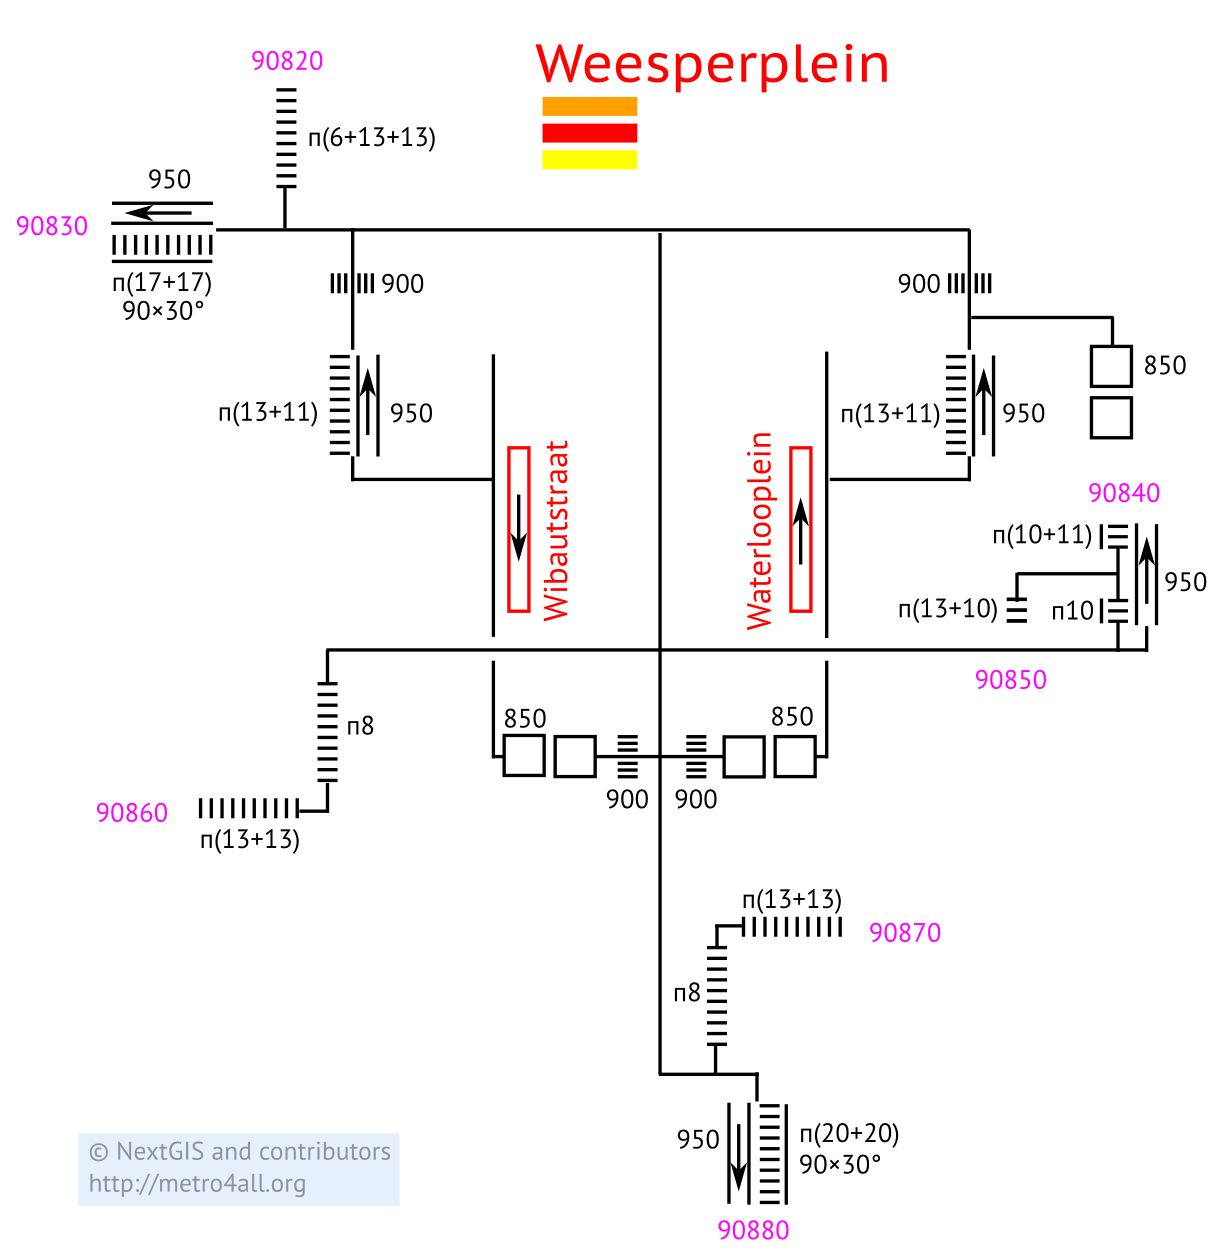 Weesperplein
90820
п(6+13+13)
950
90830
п(17+17)
90×30°
900
900
850
п(13+11)
950
п(13+11)
950
Wibautstraat
Waterlooplein
90840
п(10+11)
950
п(13+10)
п10
90850
850
850
п8
900
900
90860
п(13+13)
п(13+13)
90870
п8
950
п(20+20)
90×30°
90880
© NextGIS and contributors
http://metro4all.org